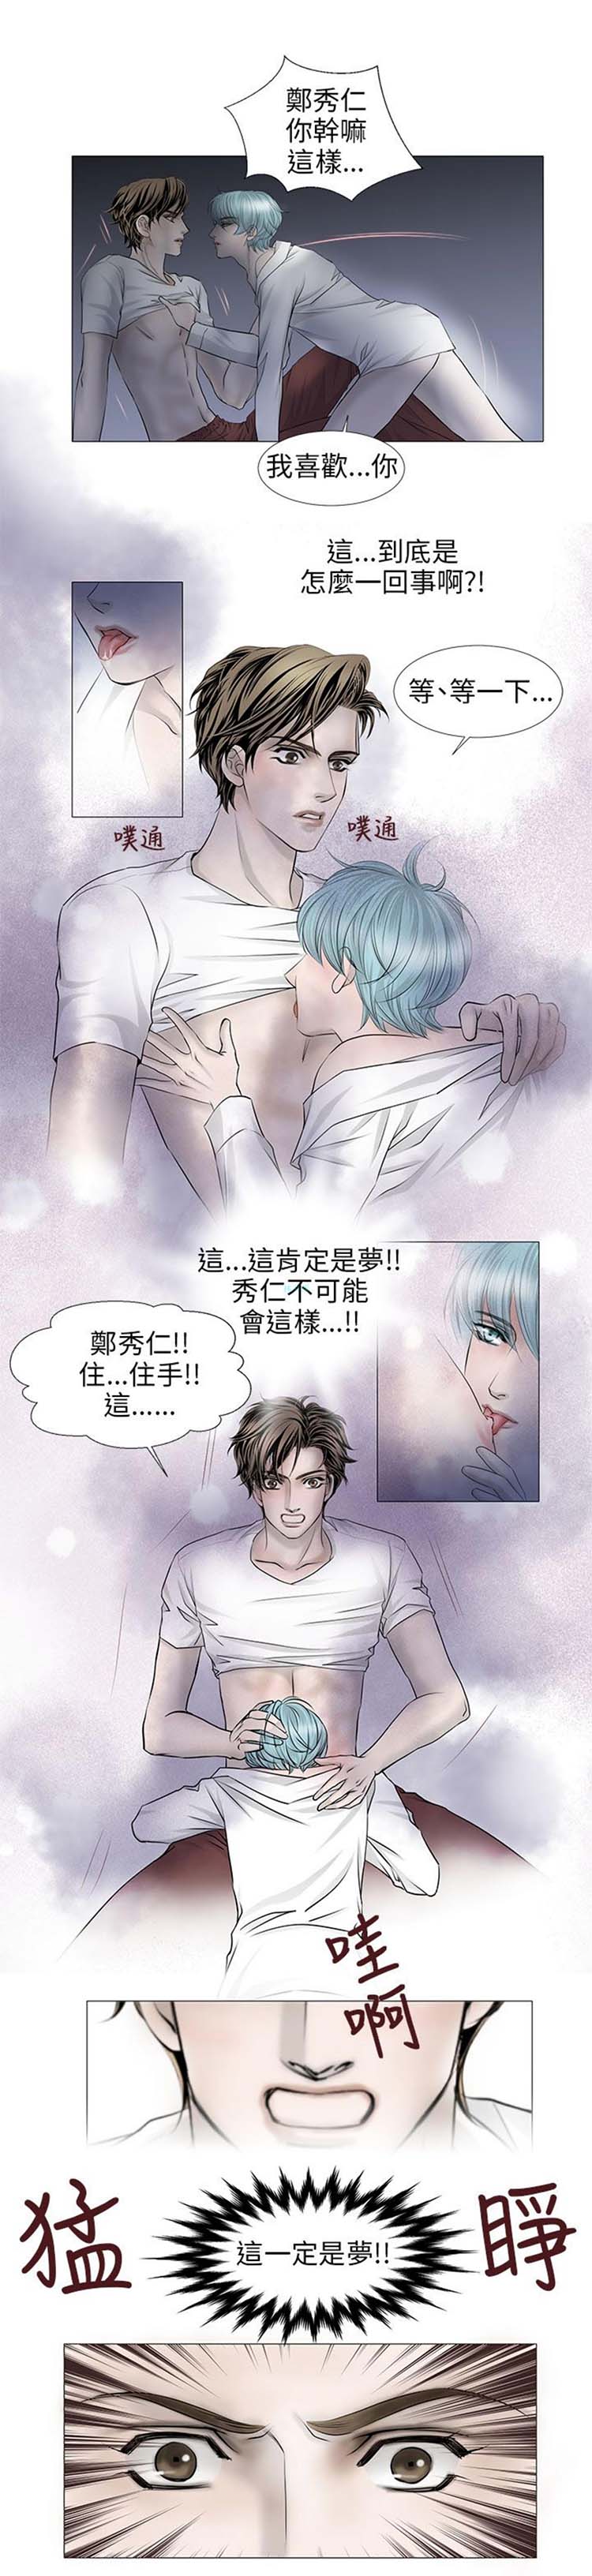 鄭秀仁
你幹嘛
這樣...
我喜歡...你
這...到底是
怎麼一回事啊?!
等、等一下...
噗通
噗通
這...這肯定是夢!!
秀仁不可能
會這樣...!!
鄭秀仁!!
住...住手!!
這......
哇
啊
猛
這一定是夢!!
睜